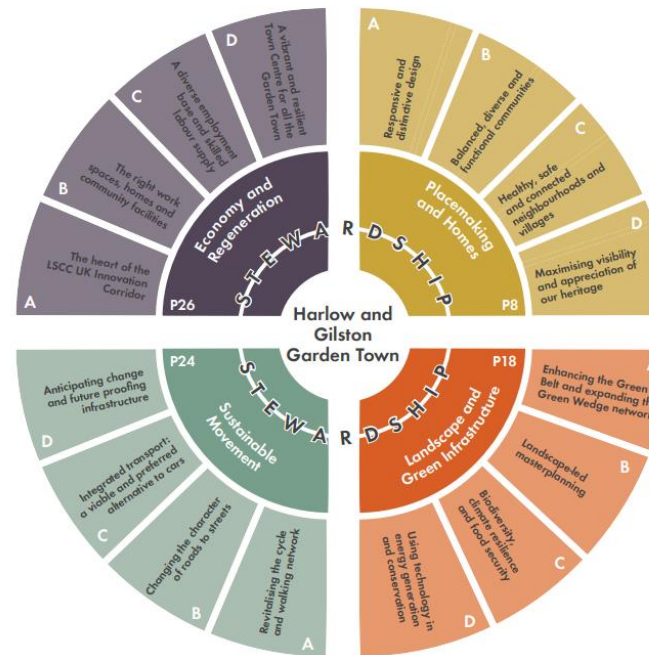 Harlow and
Gilston
Garden Town
STEWARDSHIP
STEWARDSHIP
Placemaking
and Homes
P8
A
Responsive and
distinctive design
B
Balanced, diverse and
functional communities
C
Healthy, safe
and connected
neighbourhoods and
villages
D
Maximising visibility
and appreciation of
our heritage
Landscape and
Green Infrastructure
P18
Enhancing the Green
Belt and expanding the
Green Wedge network
B
Landscape-led
masterplanning
C
Biodiversity,
climate resilience
and food security
D
Using technology in
energy generation
and conservation
Sustainable
Movement
P24
A
Revitalising the cycle
and walking network
B
Changing the character
of roads to streets
C
Integrated transport:
a viable and preferred
alternative to cars
D
Anticipating change
and future proofing
infrastructure
Economy and
Regeneration
P26
A
The heart of the
LSCC UK Innovation
Corridor
B
The right work
spaces, homes and
community facilities
C
A diverse employment
base and skilled
labour supply
D
A vibrant and resilient
Town Centre for all the
Garden Town